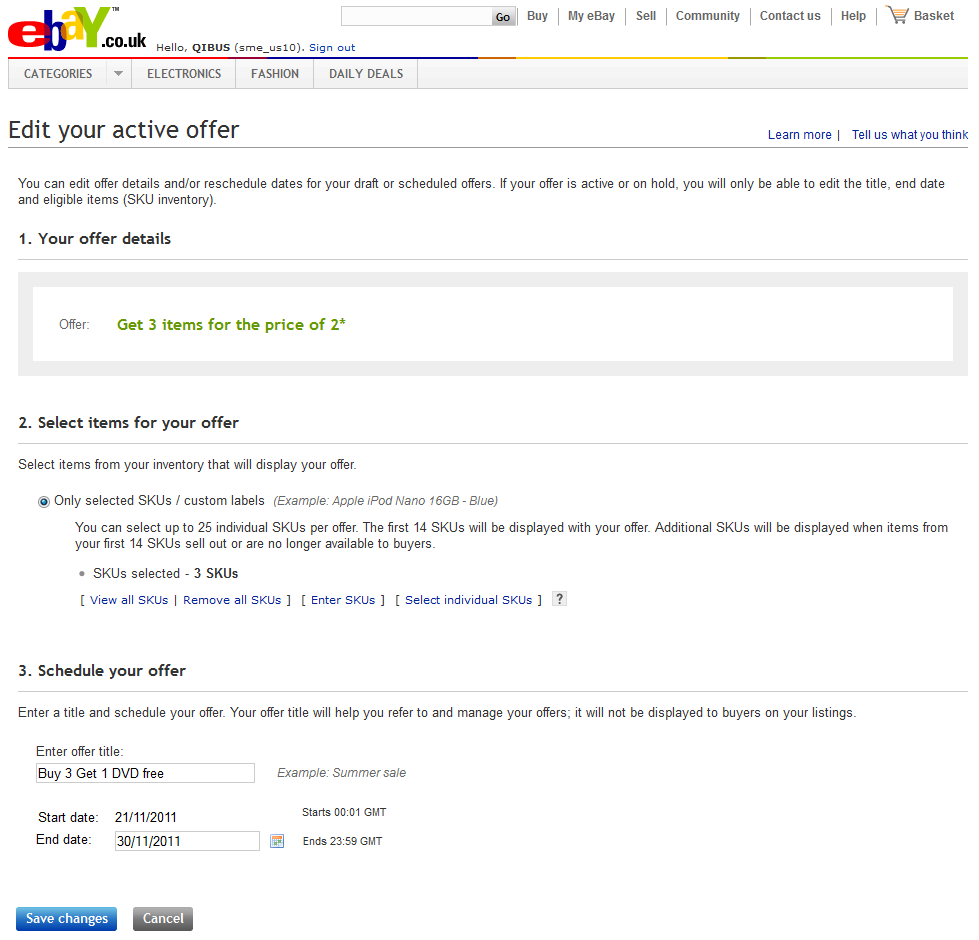 ebaY™.co.uk
Go
Buy
My eBay
Sell
Community
Contact us
Help
Basket
Hello, QIBUS (sme_us10). Sign out
CATEGORIES
ELECTRONICS
FASHION
DAILY DEALS
Edit your active offer
Learn more | Tell us what you think
You can edit offer details and/or reschedule dates for your draft or scheduled offers. If your offer is active or on hold, you will only be able to edit the title, end date
and eligible items (SKU inventory).
1. Your offer details
Offer: Get 3 items for the price of 2*
2. Select items for your offer
Select items from your inventory that will display your offer.
Only selected SKUs / custom labels (Example: Apple iPod Nano 16GB - Blue)
You can select up to 25 individual SKUs per offer. The first 14 SKUs will be displayed with your offer. Additional SKUs will be displayed when items from
your first 14 SKUs sell out or are no longer available to buyers.
• SKUs selected - 3 SKUs
[ View all SKUs | Remove all SKUs ] [ Enter SKUs ] [ Select individual SKUs ] ?
3. Schedule your offer
Enter a title and schedule your offer. Your offer title will help you refer to and manage your offers; it will not be displayed to buyers on your listings.
Enter offer title:
Buy 3 Get 1 DVD free Example: Summer sale
Start date: 21/11/2011 Starts 00:01 GMT
End date: 30/11/2011 Ends 23:59 GMT
Save changes Cancel